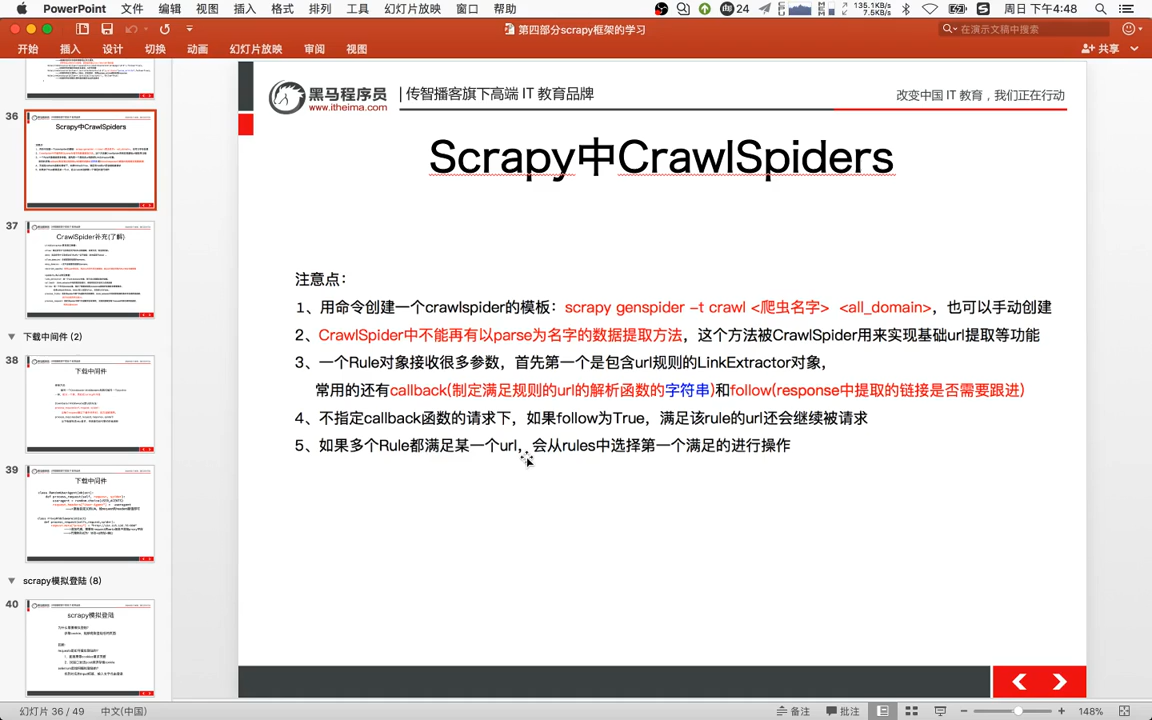 PowerPoint 文件 编辑 视图 插入 格式 排列 工具 幻灯片放映 窗口 帮助
24 135.1KB/s 7.5KB/s 周日下午4:48
第四部分scrapy框架的学习
在演示文稿中搜索
开始 插入 设计 切换 动画 幻灯片放映 审阅 视图
共享
36
Scrapy中CrawlSpiders
37
CrawlSpider补充(了解)
下载中间件 (2)
38
下载中间件
39
下载中间件
scrapy模拟登陆 (8)
40
scrapy模拟登陆
黑马程序员 | 传智播客旗下高端 IT 教育品牌
www.itheima.com
改变中国 IT 教育，我们正在行动
Scrapy中CrawlSpiders
注意点：
1、用命令创建一个crawlspider的模板：scrapy genspider –t crawl <爬虫名字> <all_domain>，也可以手动创建
2、CrawlSpider中不能再有以parse为名字的数据提取方法，这个方法被CrawlSpider用来实现基础url提取等功能
3、一个Rule对象接收很多参数，首先第一个是包含url规则的LinkExtractor对象，
常用的还有callback(制定满足规则的url的解析函数的字符串)和follow(response中提取的链接是否需要跟进)
4、不指定callback函数的请求下，如果follow为True，满足该rule的url还会继续被请求
5、如果多个Rule都满足某一个url，会从rules中选择第一个满足的进行操作
幻灯片 36 / 49 中文(中国)
备注 批注 148%